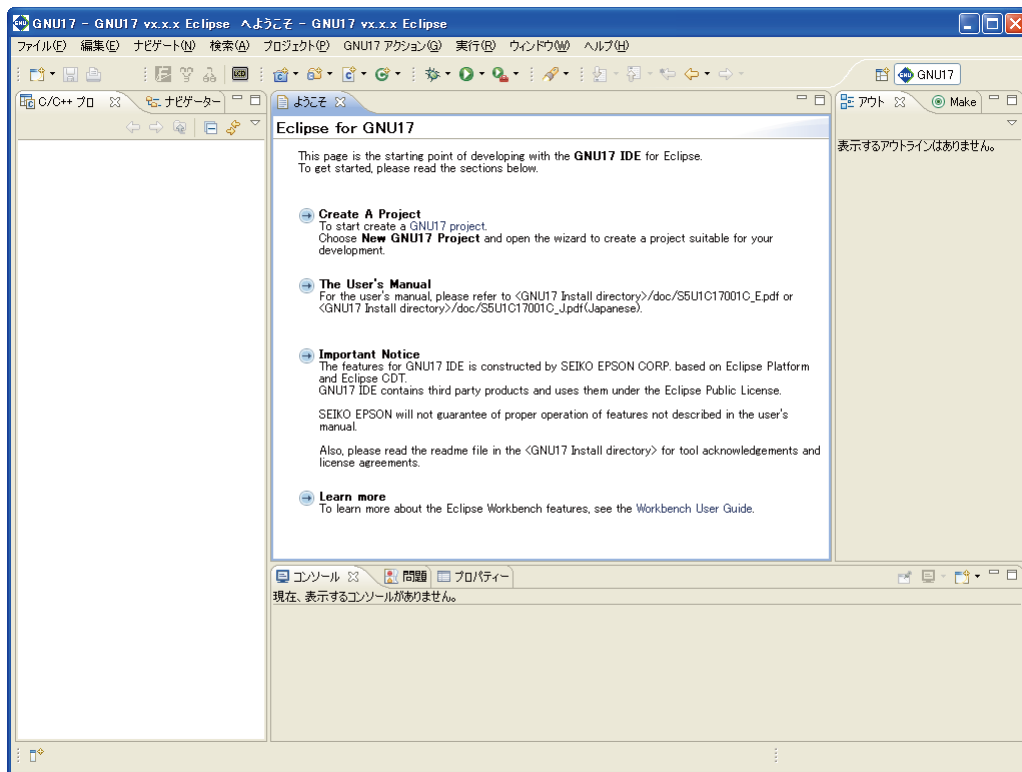 GNU17 - GNU17 vx.x.x Eclipse へようこそ - GNU17 vx.x.x Eclipse
ファイル(F) 編集(E) ナビゲート(N) 検索(A) プロジェクト(P) GNU17 アクション(G) 実行(R) ウィンドウ(W) ヘルプ(H)
GNU17
C/C++ プロ ナビゲーター ようこそ アウト Make
Eclipse for GNU17
表示するアウトラインはありません。
This page is the starting point of developing with the GNU17 IDE for Eclipse.
To get started, please read the sections below.
Create A Project
To start create a GNU17 project.
Choose New GNU17 Project and open the wizard to create a project suitable for your
development.
The User's Manual
For the user's manual, please refer to <GNU17 Install directory>/doc/S5U1C17001C_E.pdf or
<GNU17 Install directory>/doc/S5U1C17001C_J.pdf(Japanese).
Important Notice
The features for GNU17 IDE is constructed by SEIKO EPSON CORP. based on Eclipse Platform
and Eclipse CDT.
GNU17 IDE contains third party products and uses them under the Eclipse Public License.
SEIKO EPSON will not guarantee of proper operation of features not described in the user's
manual.
Also, please read the readme file in the <GNU17 Install directory> for tool acknowledgements and
license agreements.
Learn more
To learn more about the Eclipse Workbench features, see the Workbench User Guide.
コンソール 問題 プロパティー
現在、表示するコンソールがありません。